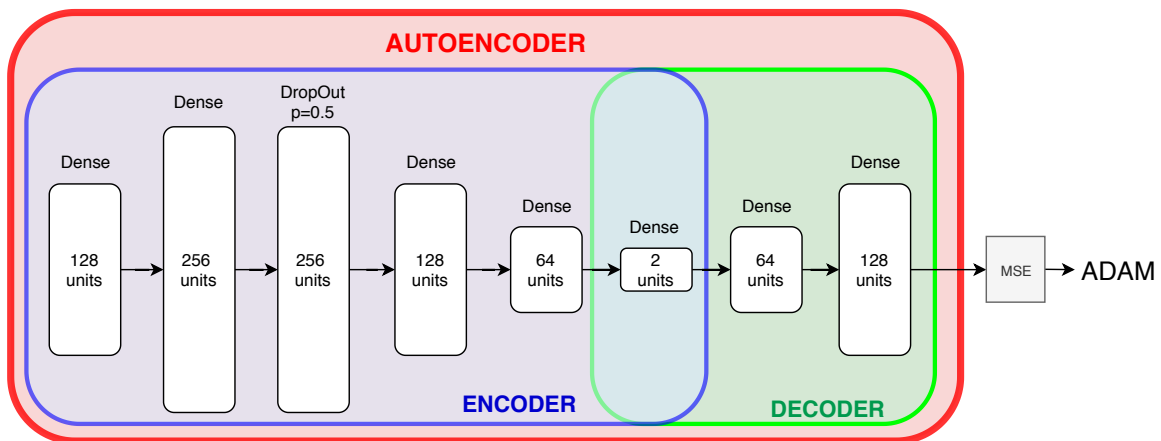 AUTOENCODER
Dense
128
units
Dense
256
units
DropOut
p=0.5
256
units
Dense
128
units
Dense
64
units
Dense
2
units
Dense
64
units
Dense
128
units
MSE
ADAM
ENCODER
DECODER